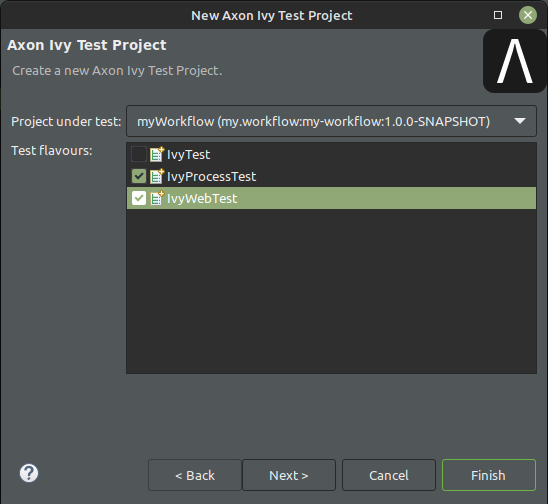 New Axon Ivy Test Project
Axon Ivy Test Project
Create a new Axon Ivy Test Project.
Project under test: myWorkflow (my.workflow:my-workflow:1.0.0-SNAPSHOT)
Test flavours:
IvyTest
IvyProcessTest
IvyWebTest
? < Back Next > Cancel Finish